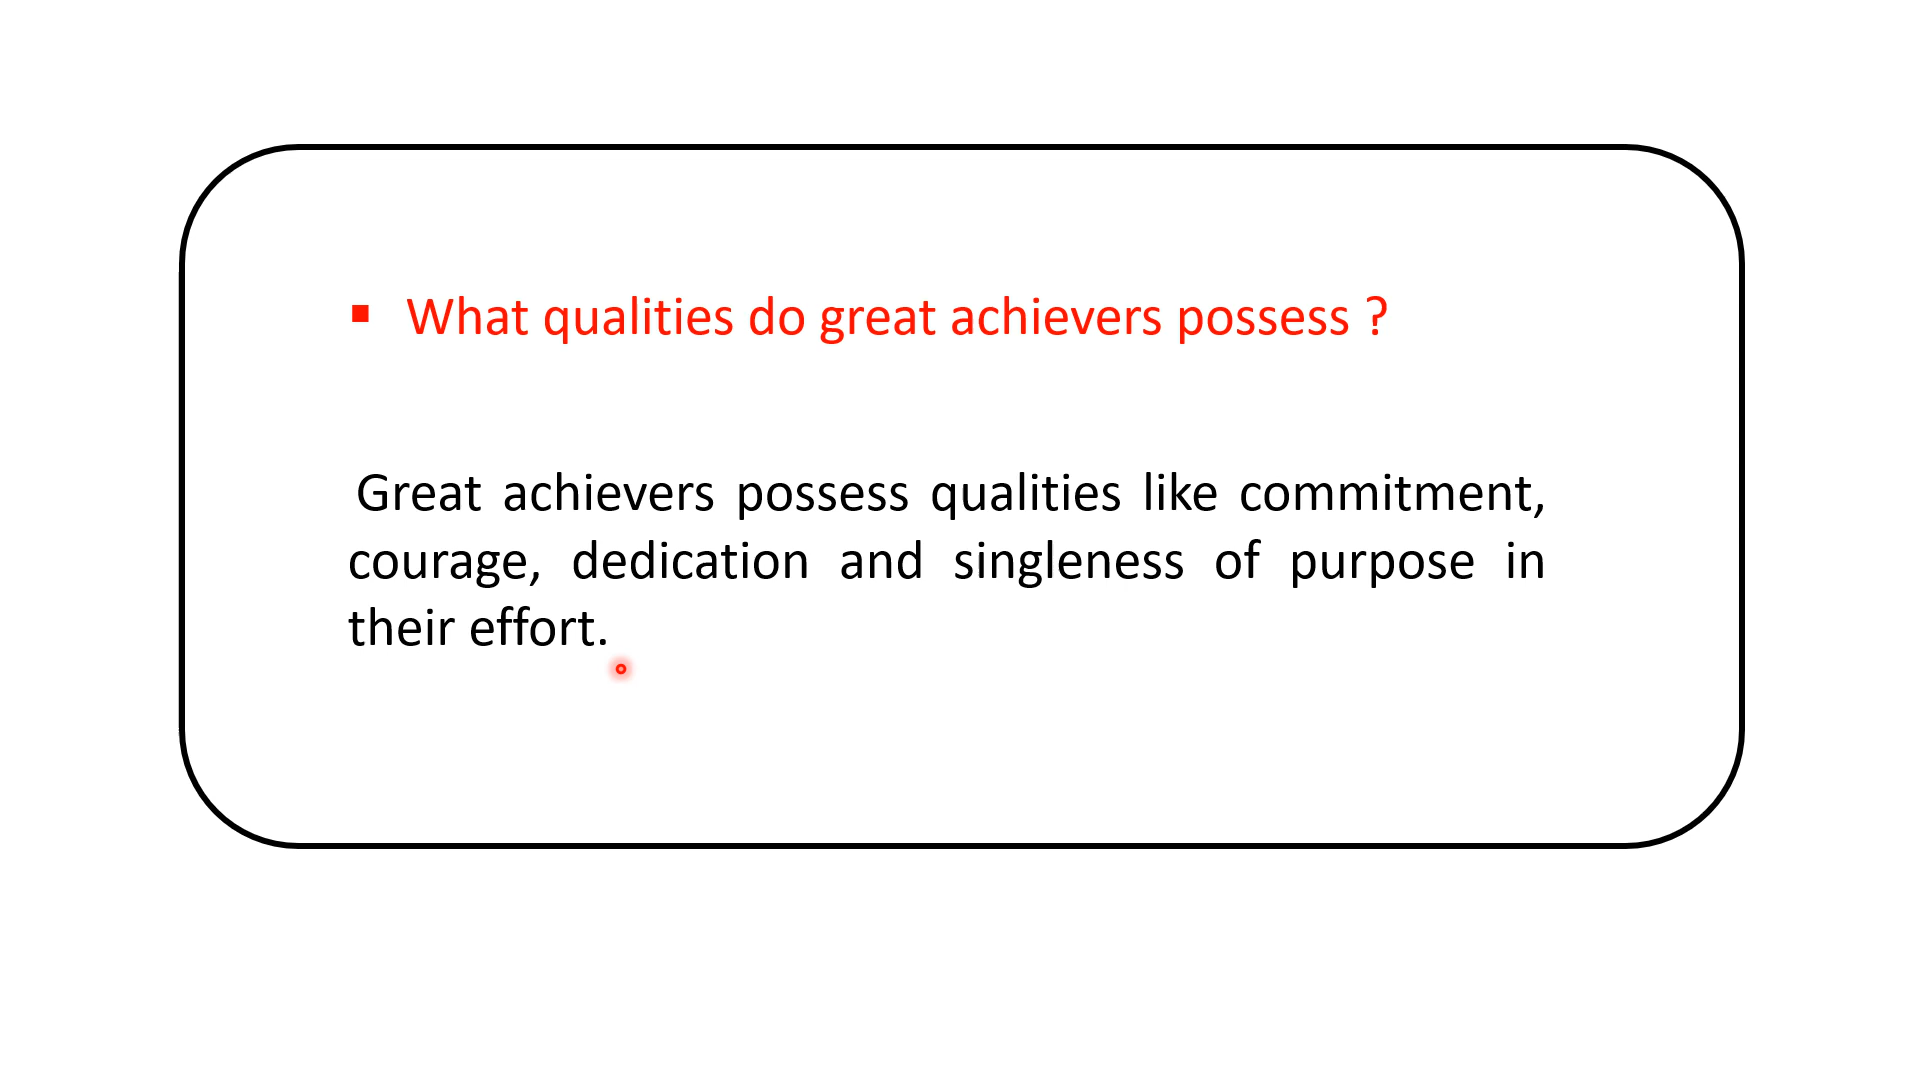 ▪ What qualities do great achievers possess ?
Great achievers possess qualities like commitment,
courage, dedication and singleness of purpose in
their effort.